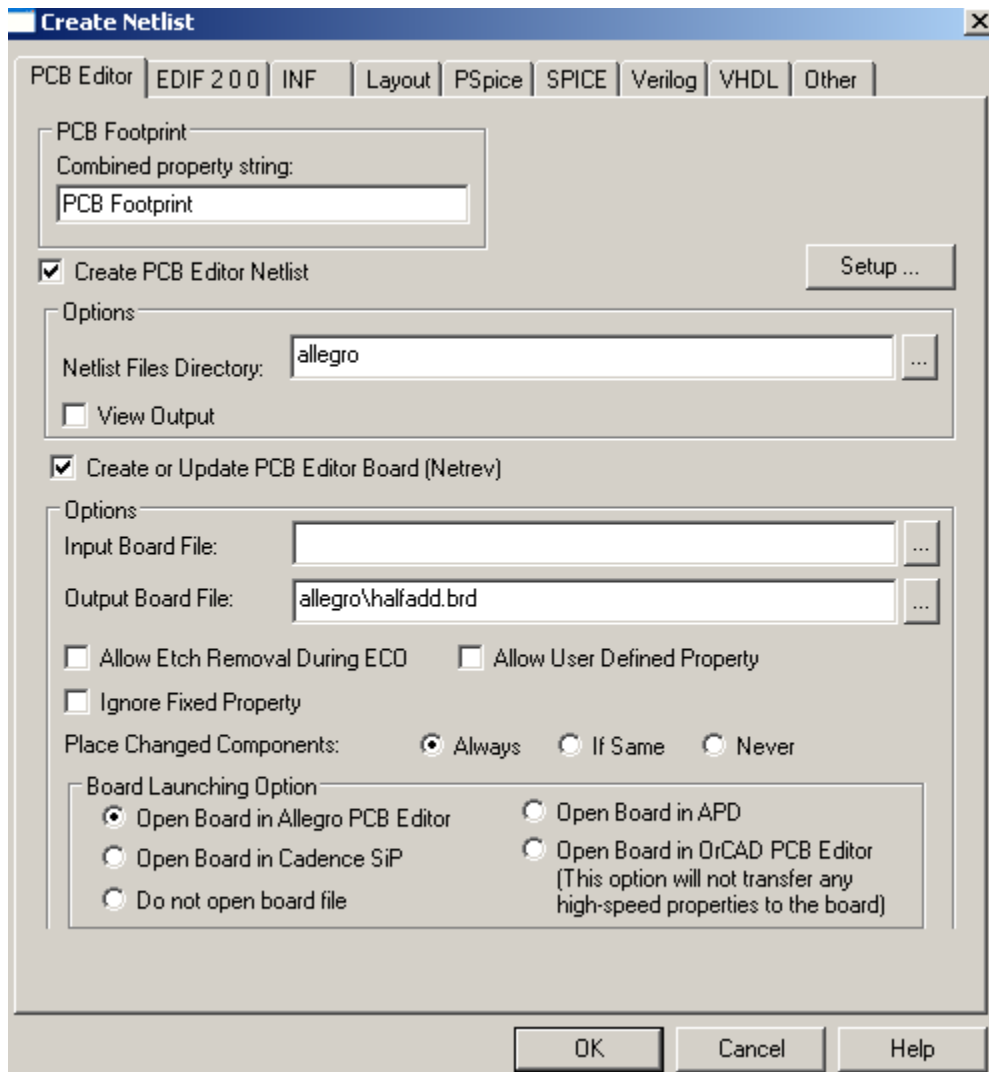 Create Netlist
PCB Editor EDIF 2 0 0 INF Layout PSpice SPICE Verilog VHDL Other
PCB Footprint
Combined property string:
PCB Footprint
Create PCB Editor Netlist
Setup ...
Options
Netlist Files Directory: allegro ...
View Output
Create or Update PCB Editor Board (Netrev)
Options
Input Board File: ...
Output Board File: allegro\halfadd.brd ...
Allow Etch Removal During ECO Allow User Defined Property
Ignore Fixed Property
Place Changed Components: Always If Same Never
Board Launching Option
Open Board in Allegro PCB Editor
Open Board in Cadence SiP
Do not open board file
Open Board in APD
Open Board in OrCAD PCB Editor
(This option will not transfer any
high-speed properties to the board)
OK Cancel Help